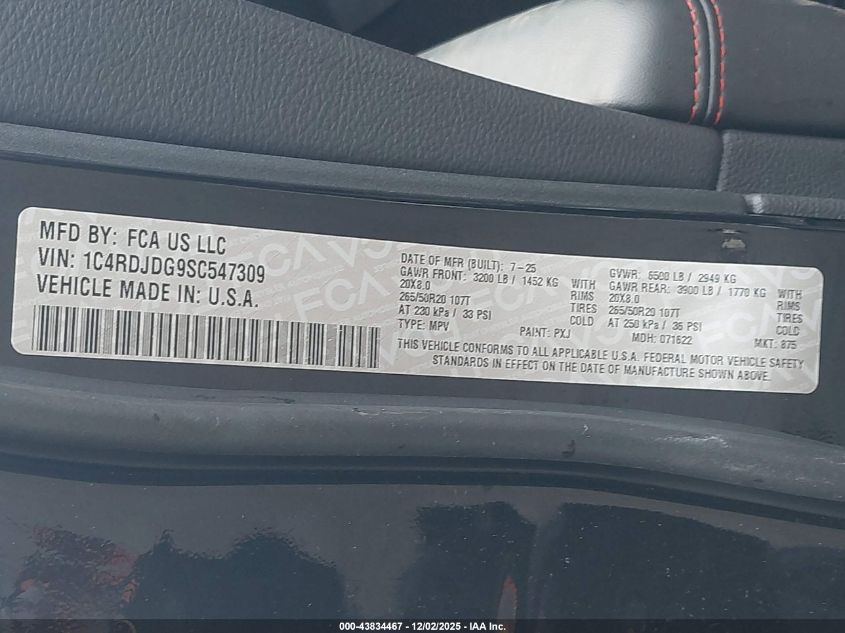 MFD BY: FCA US LLC
VIN: 1C4RDJDG9SC547309
VEHICLE MADE IN: U.S.A.
DATE OF MFR (BUILT): 7-25
GAWR FRONT: 3200 LB / 1452 KG WITH
20X8.0 RIMS
265/50R20 107T TIRES
AT 230 kPa / 33 PSI COLD
TYPE: MPV PAINT: PXJ
GVWR: 6500 LB / 2949 KG
GAWR REAR: 3900 LB / 1770 KG WITH
20X8.0 RIMS
265/50R20 107T TIRES
AT 250 kPa / 36 PSI COLD
MDH: 071622 MKT: 875
THIS VEHICLE CONFORMS TO ALL APPLICABLE U.S.A. FEDERAL MOTOR VEHICLE SAFETY
STANDARDS IN EFFECT ON THE DATE OF MANUFACTURE SHOWN ABOVE.
000-43834467 - 12/02/2025 - IAA Inc.